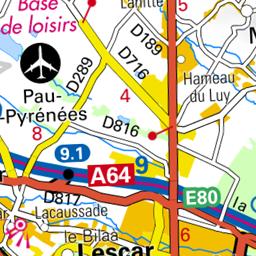 Base
de loisirs
5
D189
D716
D289
Hameau
du Luy
4
Pau-
Pyrénées
8
D816
9.1
A64
9
E80
la
D817
Lacaussade
le Bilaa
Lescar
6